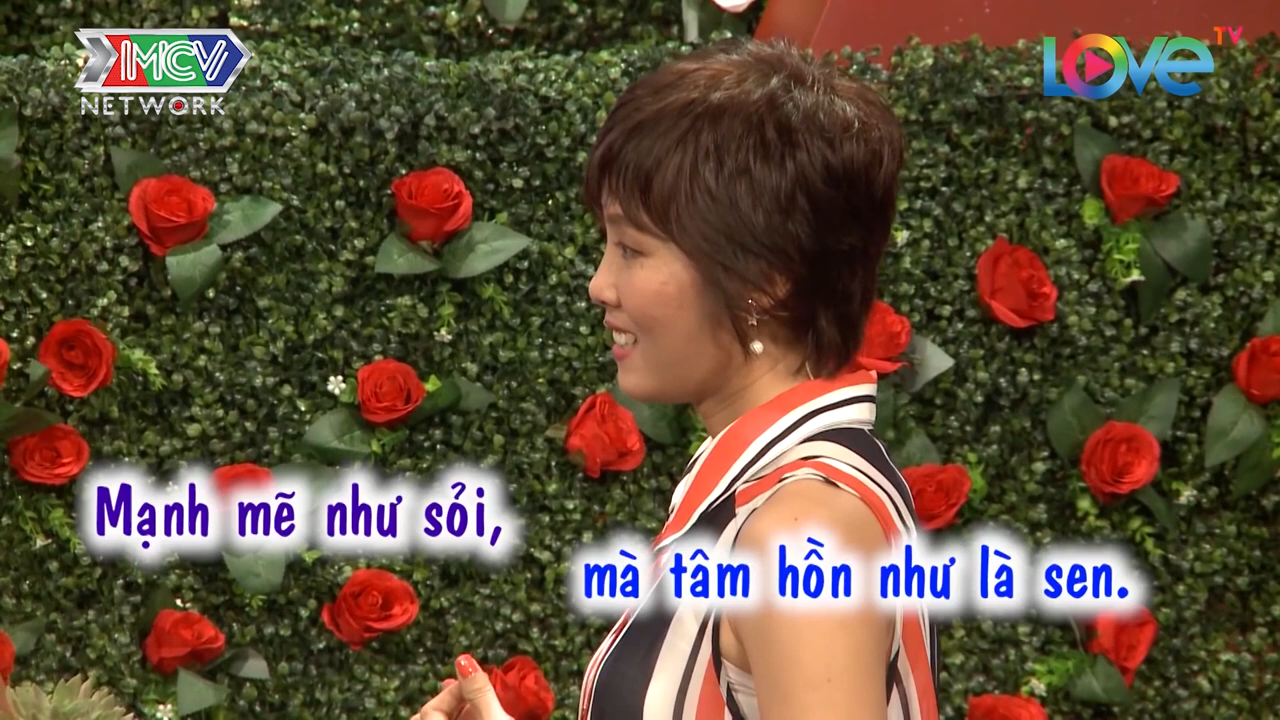 MCV
NETWORK
LOVE TV
Mạnh mẽ như sỏi,
mà tâm hồn như là sen.